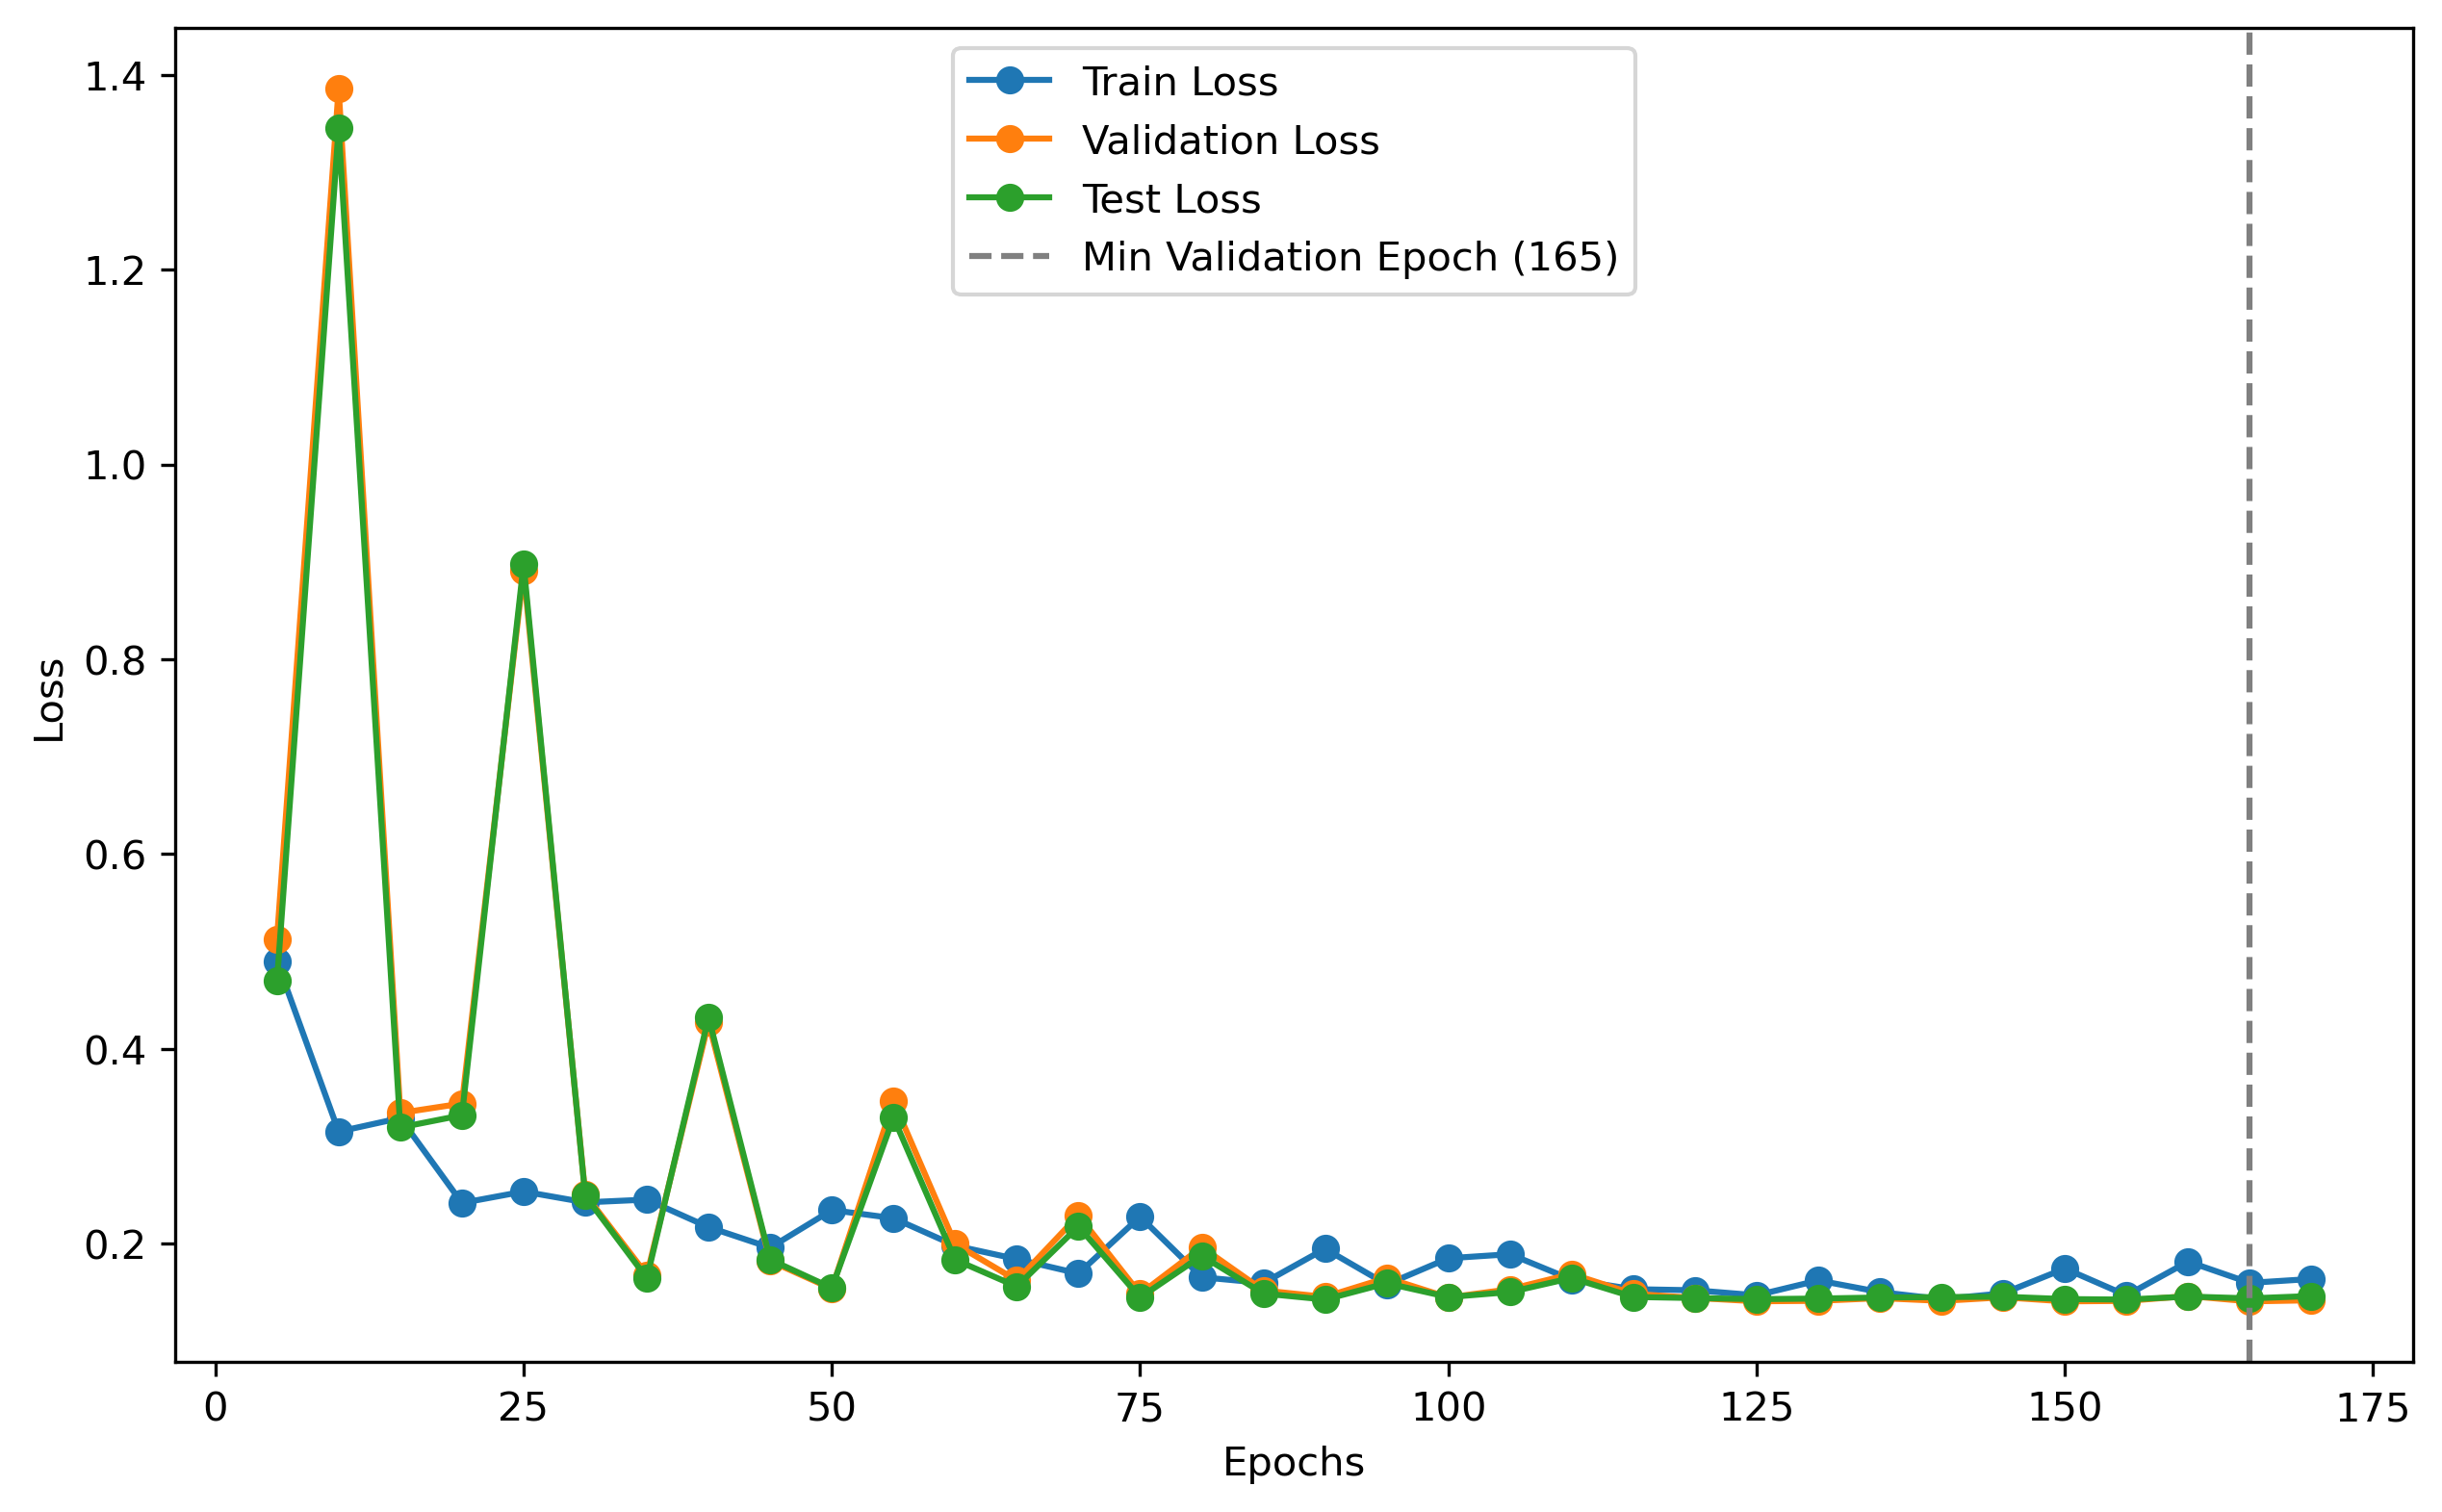 Train Loss
Validation Loss
Test Loss
Min Validation Epoch (165)
1.4
1.2
1.0
0.8
0.6
0.4
0.2
Loss
0 25 50 75 100 125 150 175
Epochs